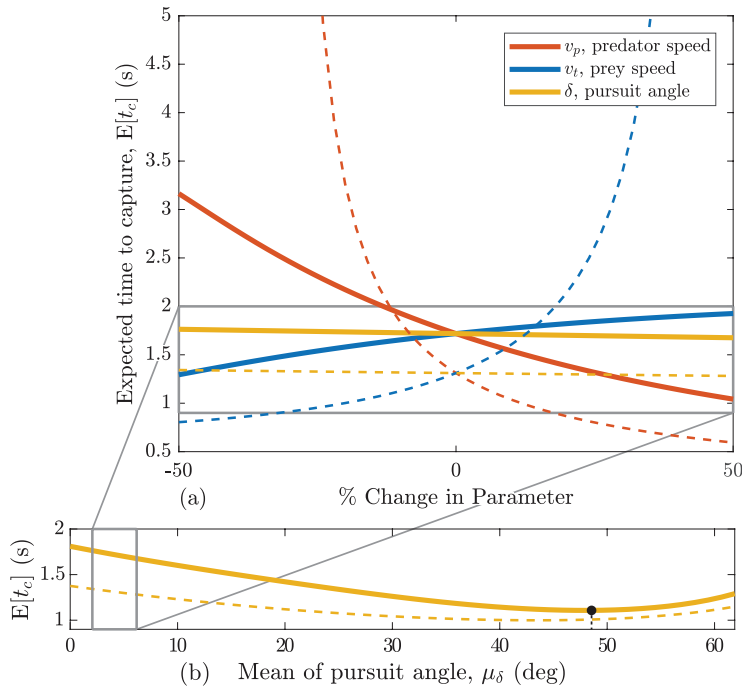 5
4.5
4
3.5
3
2.5
2
1.5
1
0.5
Expected time to capture, E[t_c] (s)
v_p, predator speed
v_t, prey speed
δ, pursuit angle
-50
0
50
(a)
% Change in Parameter
2
1.5
1
E[t_c] (s)
0
10
20
30
40
50
60
(b)
Mean of pursuit angle, μ_δ (deg)